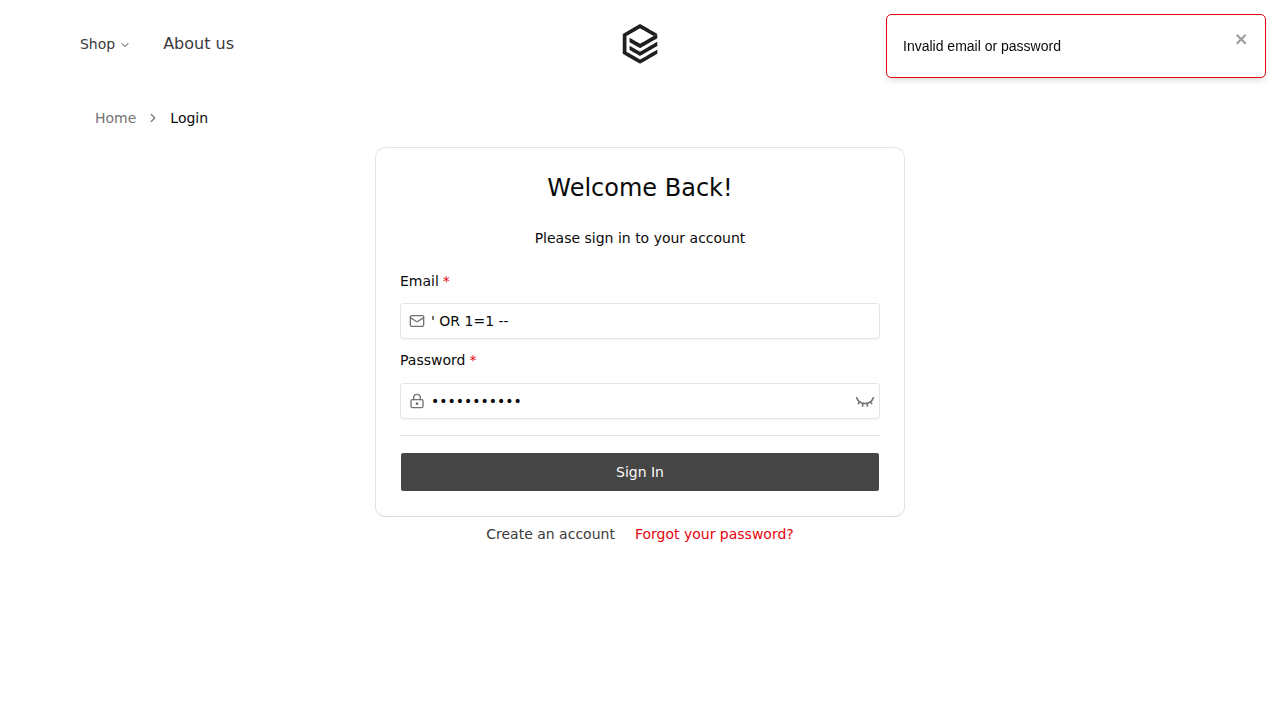 Shop
About us
Invalid email or password
Home
Login
Welcome Back!
Please sign in to your account
Email *
' OR 1=1 --
Password *
•••••••••••
Sign In
Create an account
Forgot your password?